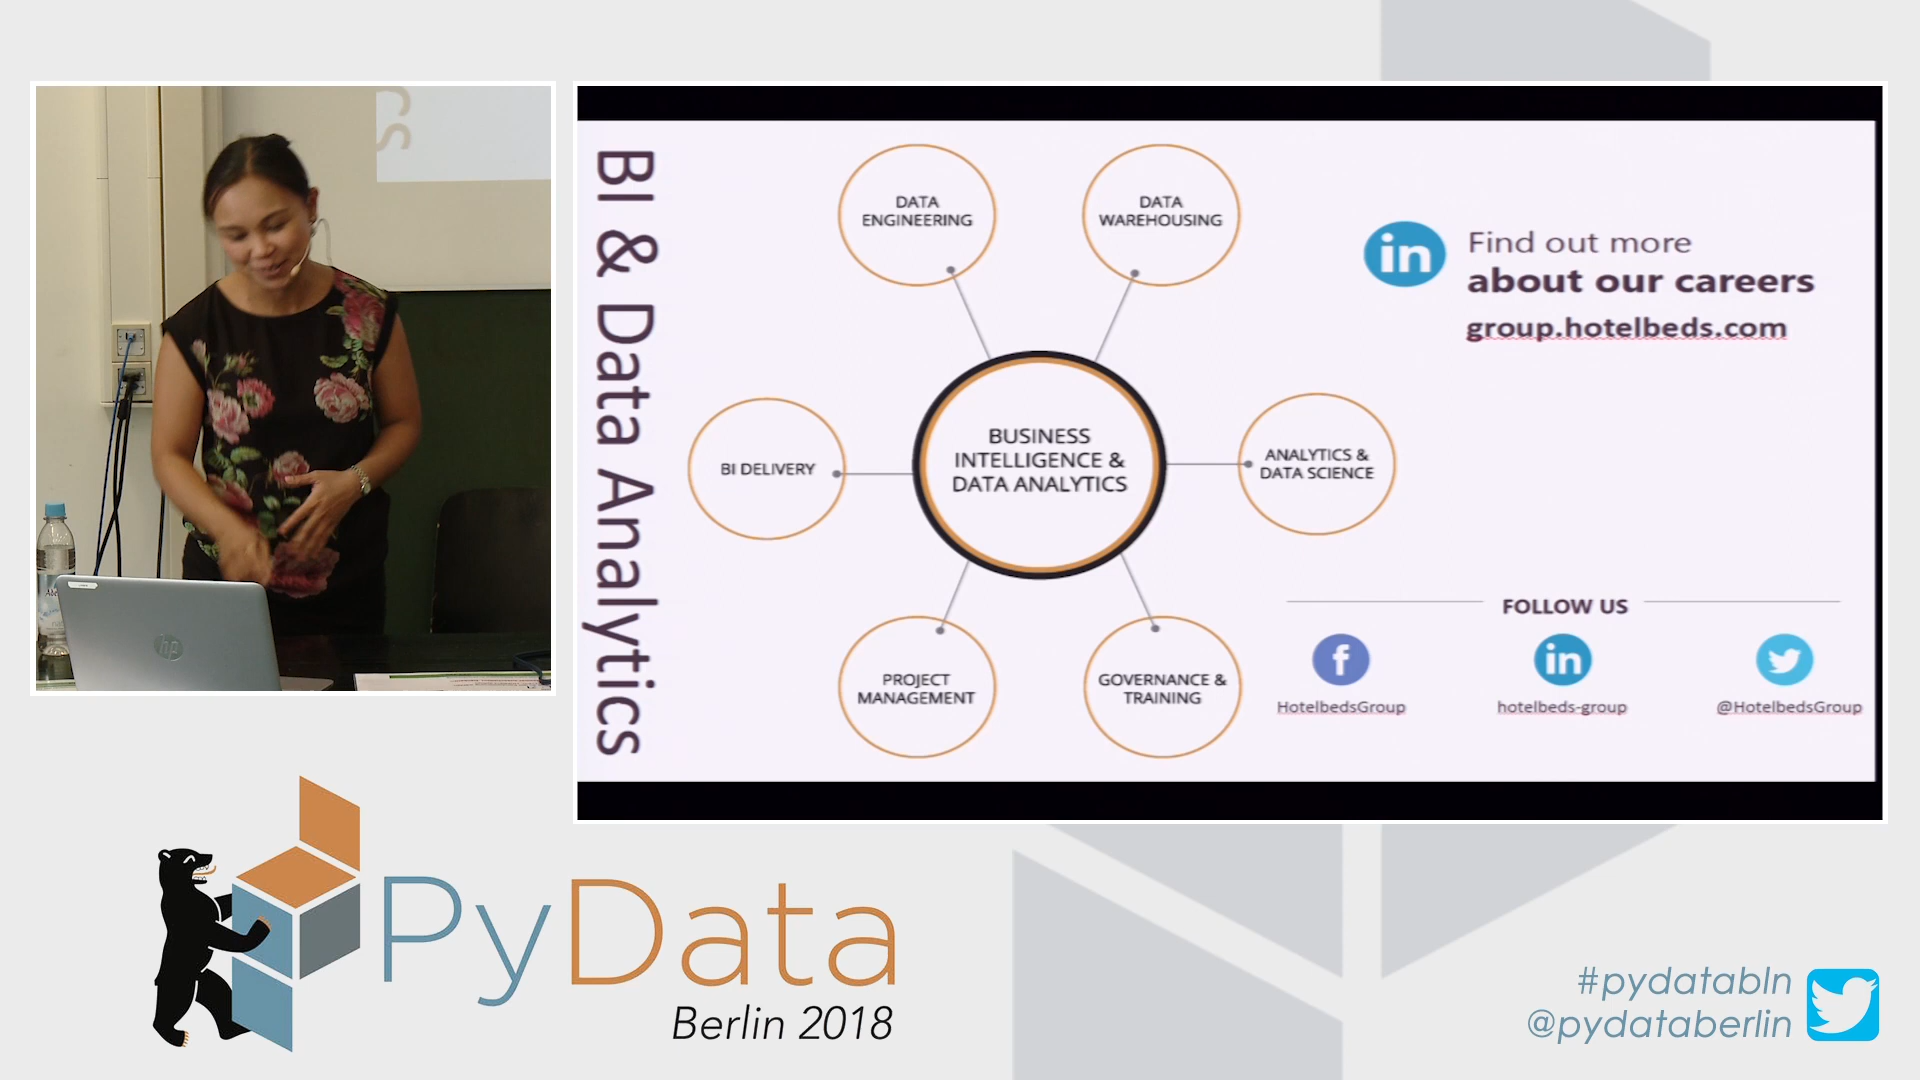 CS
hp
BI & Data Analytics
DATA
ENGINEERING
DATA
WAREHOUSING
BI DELIVERY
BUSINESS
INTELLIGENCE &
DATA ANALYTICS
ANALYTICS &
DATA SCIENCE
PROJECT
MANAGEMENT
GOVERNANCE &
TRAINING
in
Find out more
about our careers
group.hotelbeds.com
FOLLOW US
f
in
HotelbedsGroup
hotelbeds-group
@HotelbedsGroup
PyData
Berlin 2018
#pydatabln
@pydataberlin